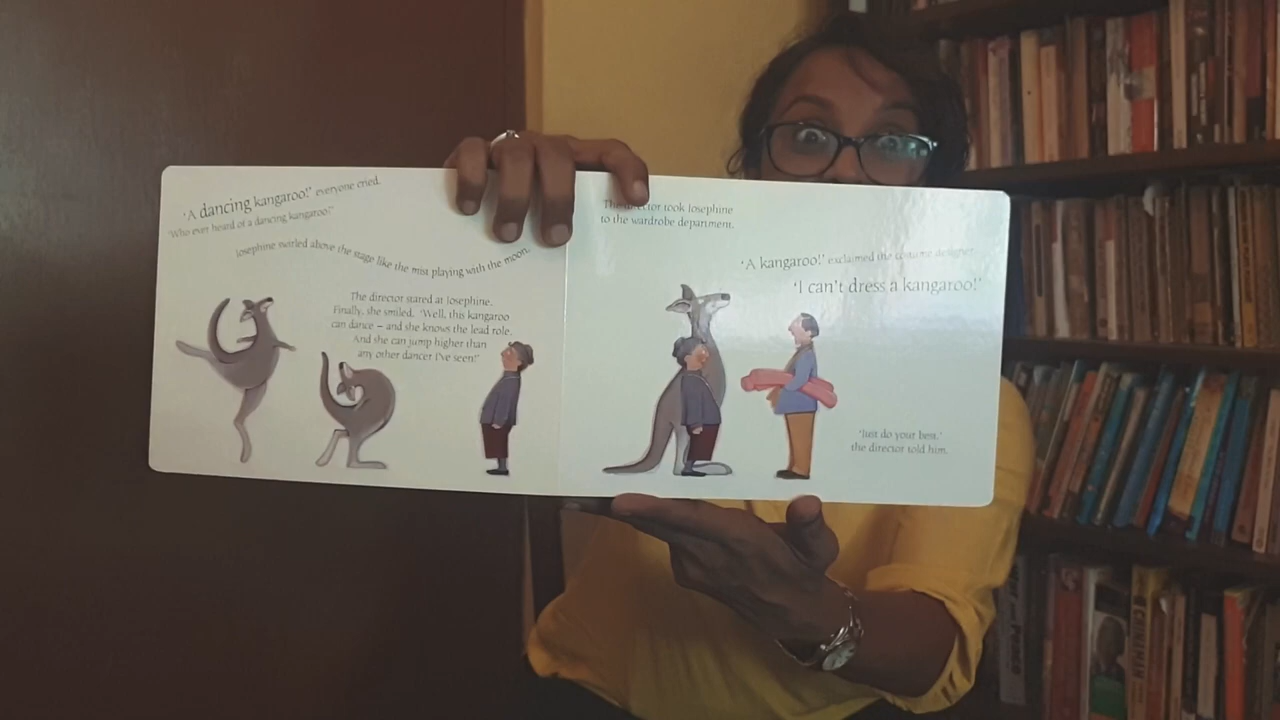 'A dancing kangaroo!' everyone cried.
'Who ever heard of a dancing kangaroo?'
Josephine swirled above the stage like the mist playing with the moon.
The director stared at Josephine.
Finally, she smiled. 'Well, this kangaroo
can dance – and she knows the lead role.
And she can jump higher than
any other dancer I've seen!'
The director took Josephine
to the wardrobe department.
'A kangaroo!' exclaimed the costume designer.
'I can't dress a kangaroo!'
'Just do your best,'
the director told him.